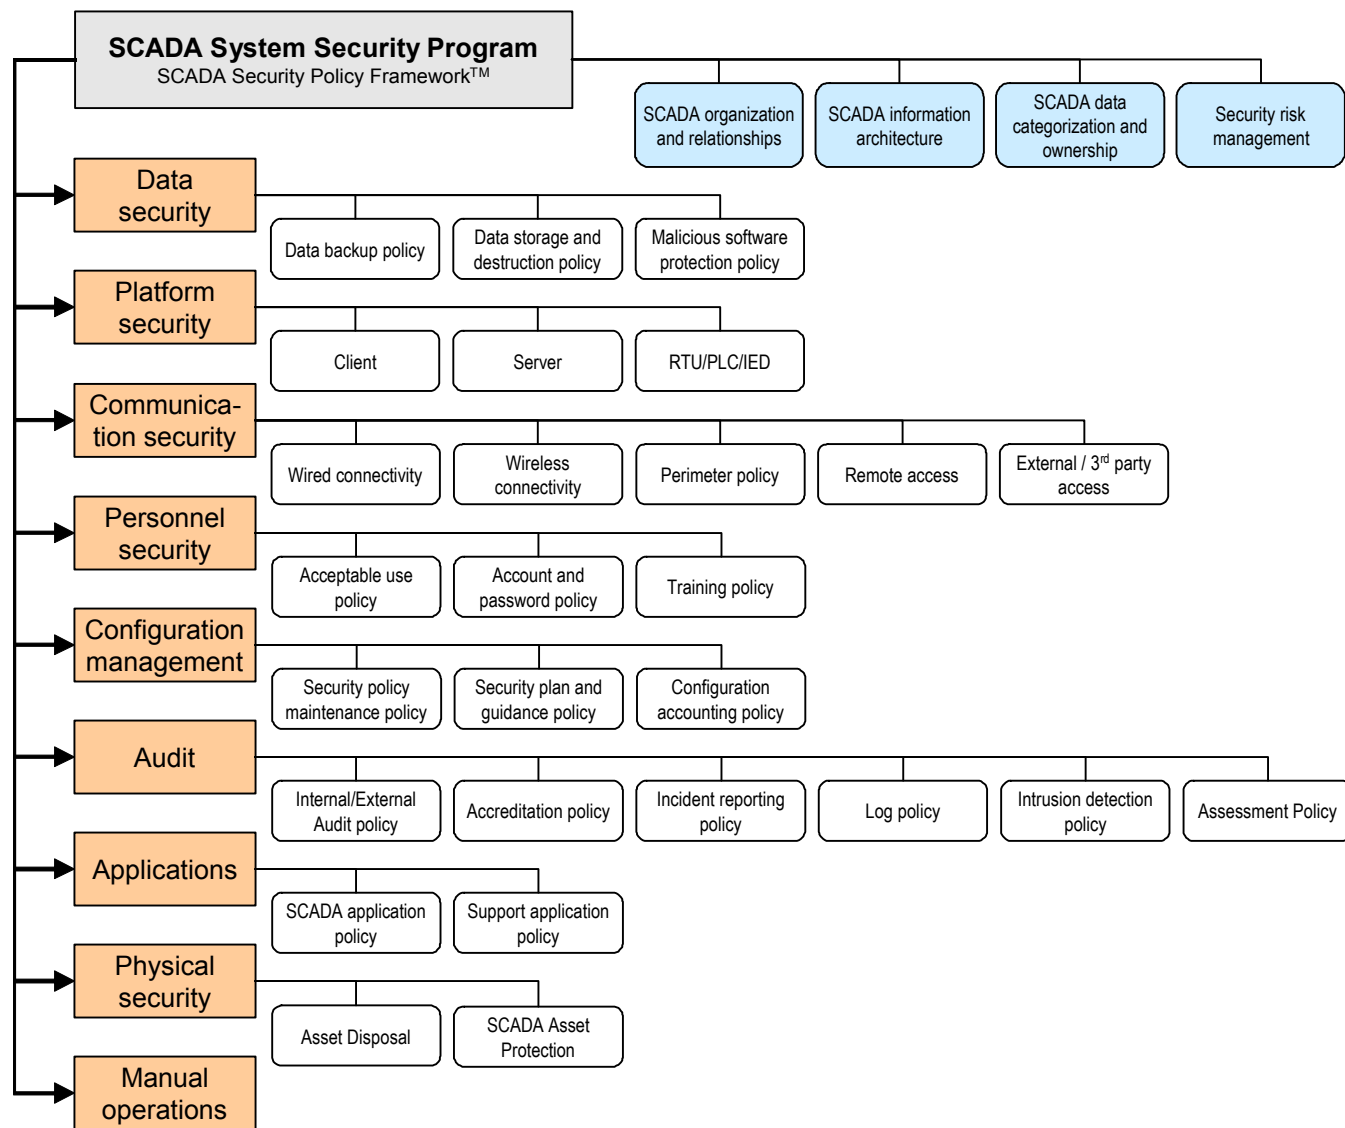 SCADA System Security Program
SCADA Security Policy Framework™
SCADA organization
and relationships
SCADA information
architecture
SCADA data
categorization and
ownership
Security risk
management
Data
security
Data backup policy
Data storage and
destruction policy
Malicious software
protection policy
Platform
security
Client
Server
RTU/PLC/IED
Communica-
tion security
Wired connectivity
Wireless
connectivity
Perimeter policy
Remote access
External / 3rd party
access
Personnel
security
Acceptable use
policy
Account and
password policy
Training policy
Configuration
management
Security policy
maintenance policy
Security plan and
guidance policy
Configuration
accounting policy
Audit
Internal/External
Audit policy
Accreditation policy
Incident reporting
policy
Log policy
Intrusion detection
policy
Assessment Policy
Applications
SCADA application
policy
Support application
policy
Physical
security
Asset Disposal
SCADA Asset
Protection
Manual
operations